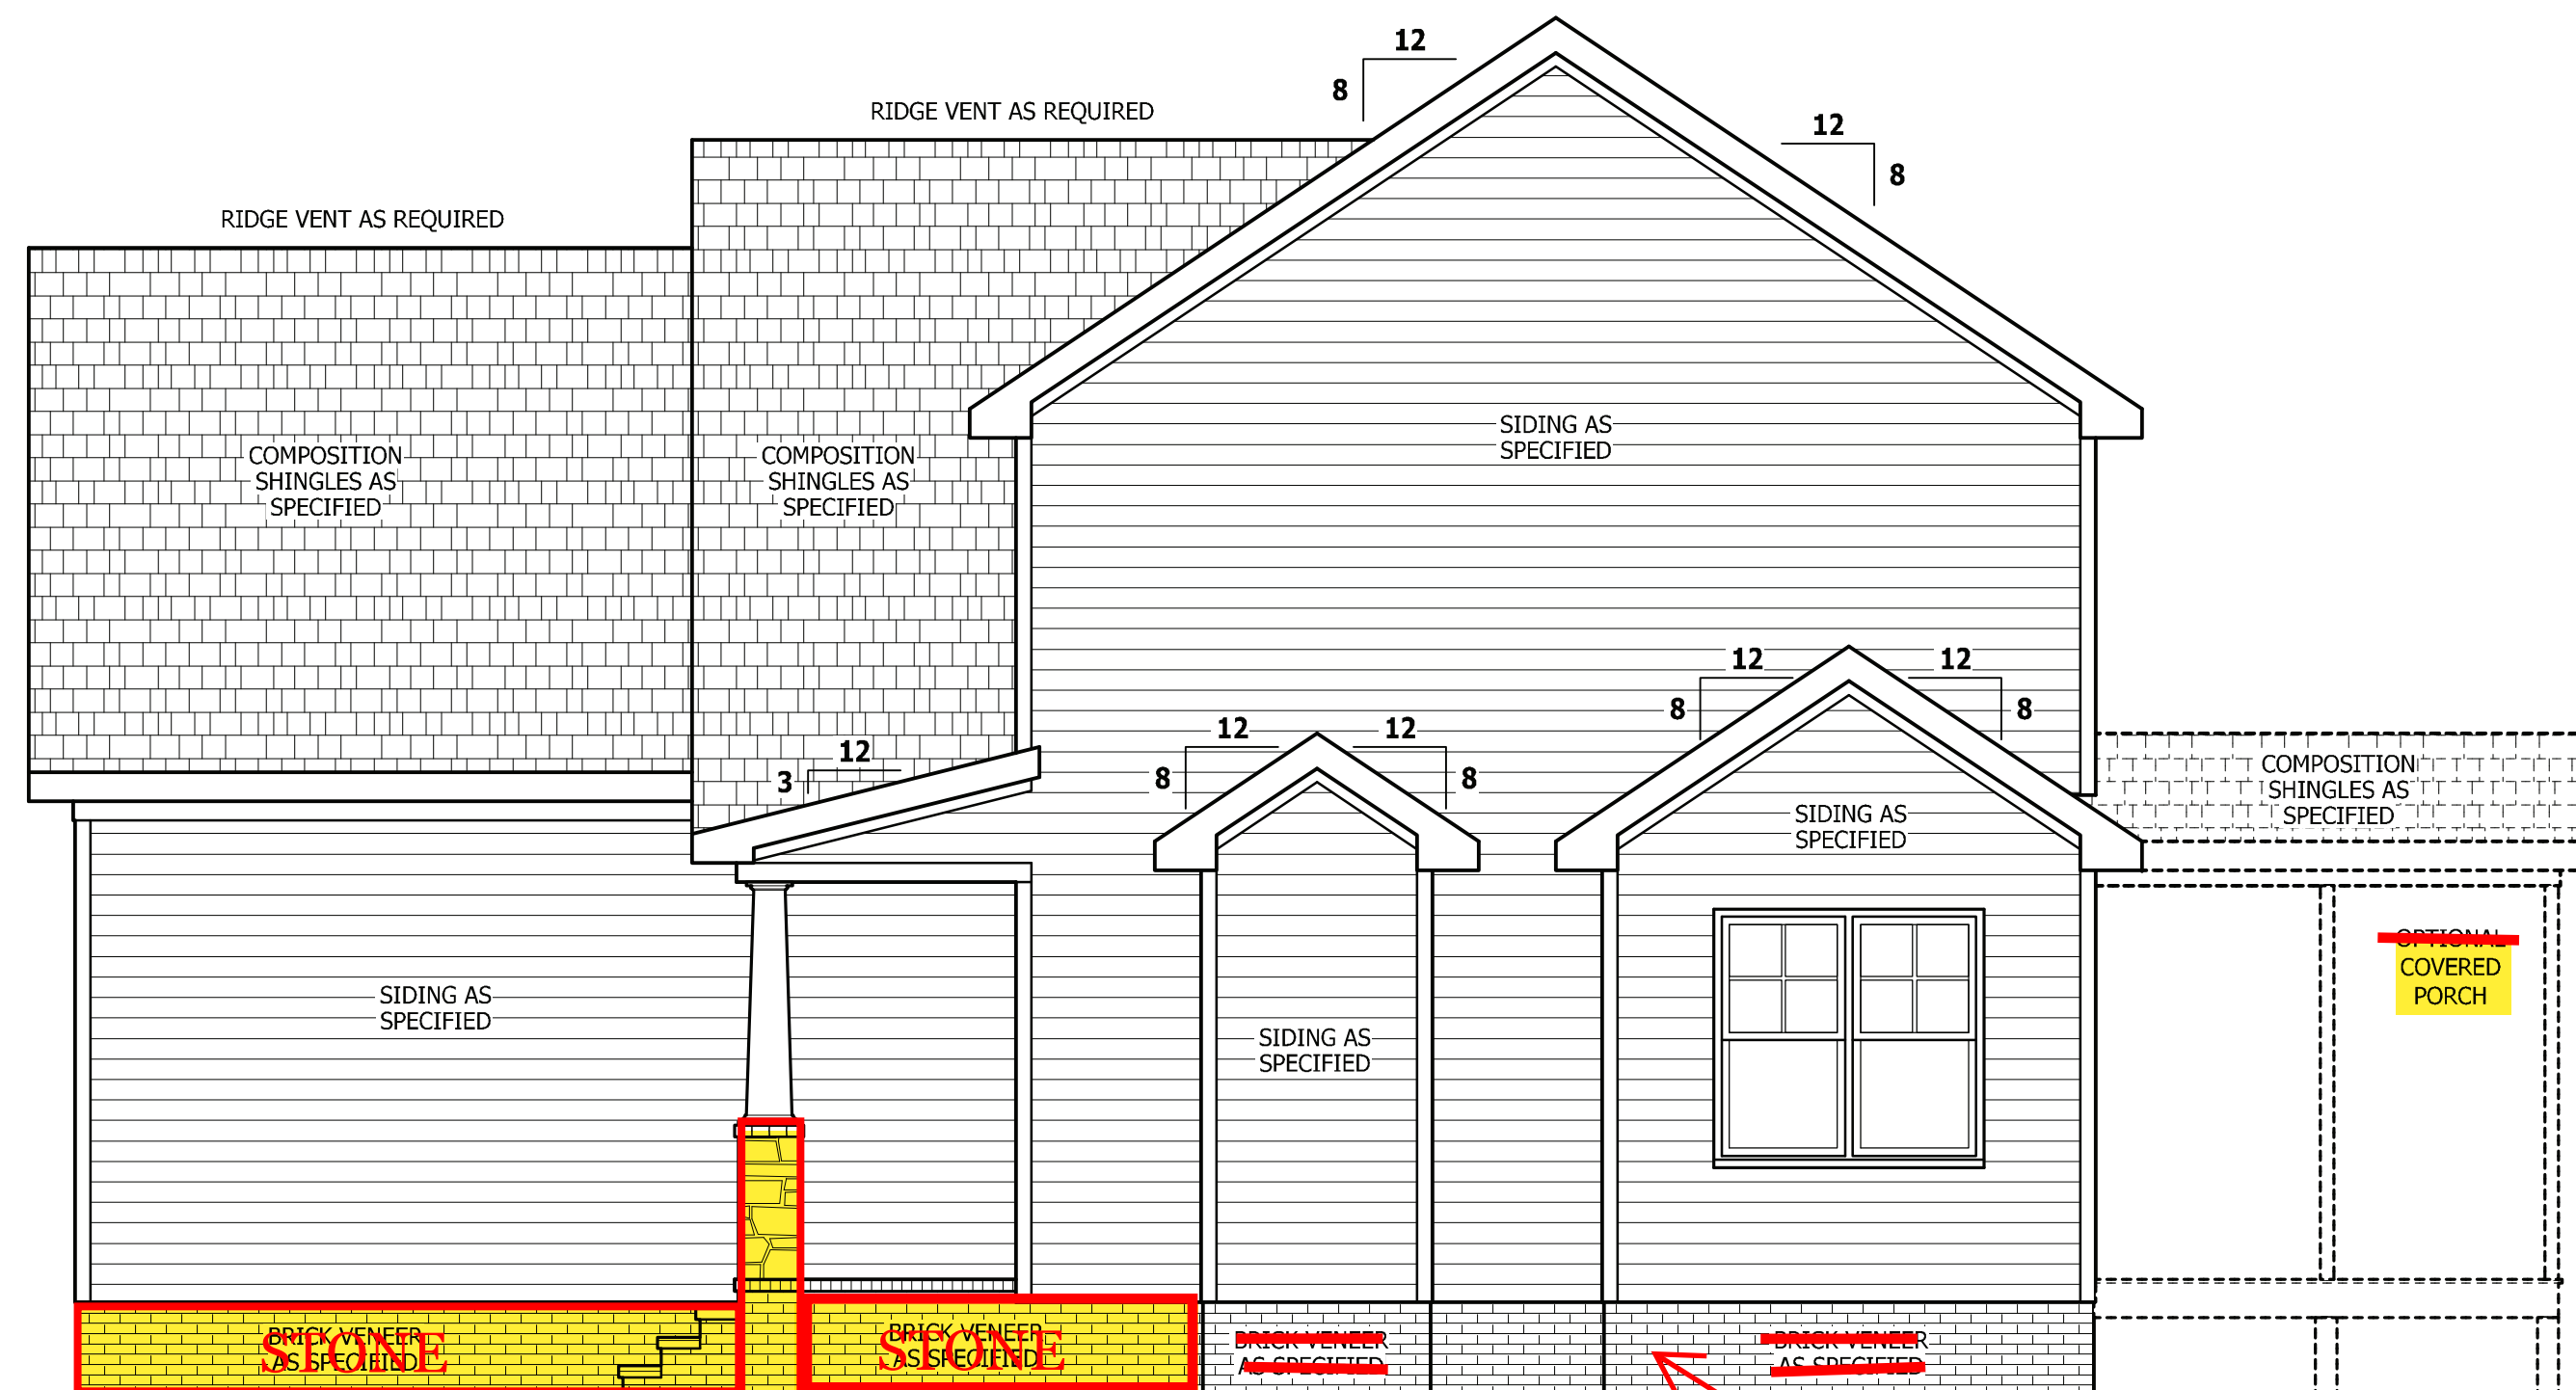 12
8
12
8
RIDGE VENT AS REQUIRED
RIDGE VENT AS REQUIRED
COMPOSITION
SHINGLES AS
SPECIFIED
COMPOSITION
SHINGLES AS
SPECIFIED
SIDING AS
SPECIFIED
12
8
12
8
12
8
12
8
12
3
COMPOSITION
SHINGLES AS
SPECIFIED
SIDING AS
SPECIFIED
OPTIONAL
COVERED
PORCH
SIDING AS
SPECIFIED
SIDING AS
SPECIFIED
BRICK VENEER
AS SPECIFIED
STONE
BRICK VENEER
AS SPECIFIED
STONE
BRICK VENEER
AS SPECIFIED
BRICK VENEER
AS SPECIFIED